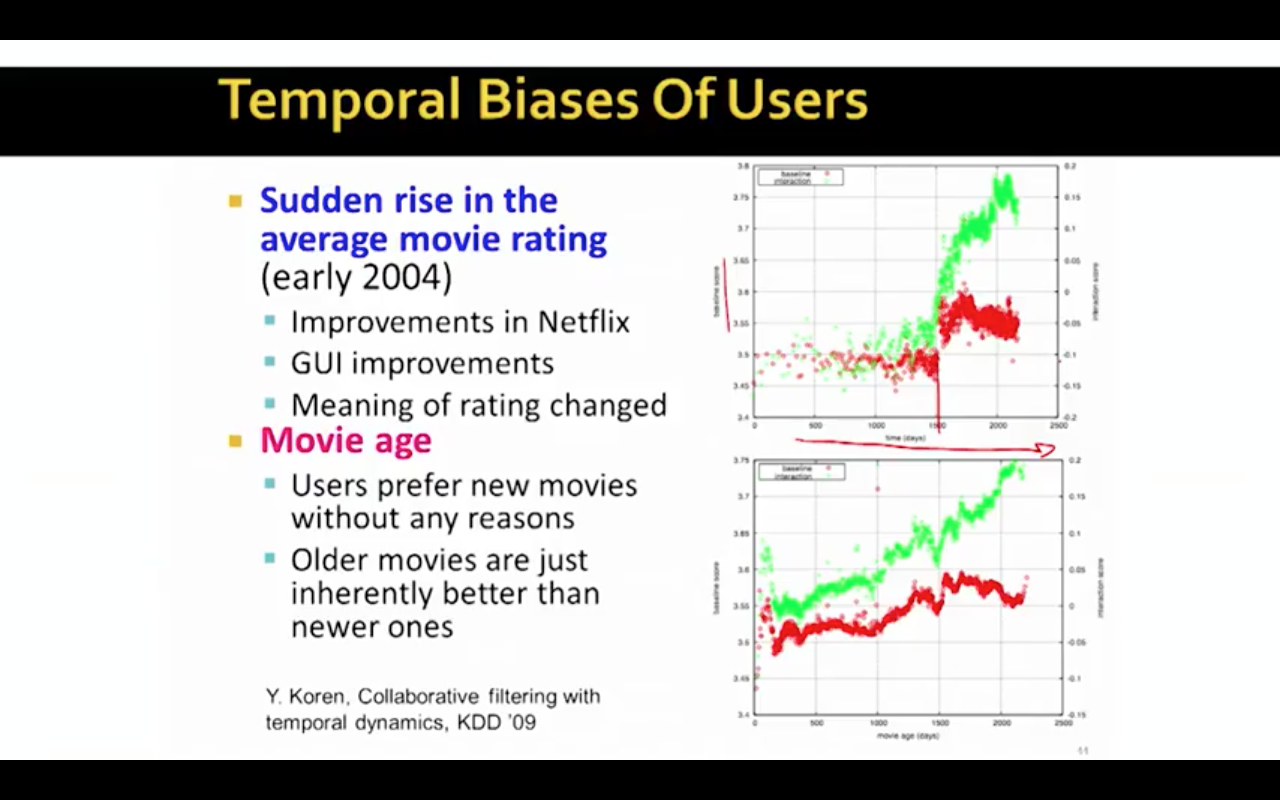 Temporal Biases Of Users
Sudden rise in the
average movie rating
(early 2004)
Improvements in Netflix
GUI improvements
Meaning of rating changed
Movie age
Users prefer new movies
without any reasons
Older movies are just
inherently better than
newer ones
Y. Koren, Collaborative filtering with
temporal dynamics, KDD '09
baseline
interaction
3.8
3.75
3.7
3.65
3.6
3.55
3.5
3.45
3.4
baseline score
0.2
0.15
0.1
0.05
0
-0.05
-0.1
-0.15
-0.2
interaction score
0 500 1000 1500 2000 2500
time (days)
baseline
interaction
3.75
3.7
3.65
3.6
3.55
3.5
3.45
3.4
baseline score
0.2
0.15
0.1
0.05
0
-0.05
-0.1
-0.15
interaction score
0 500 1000 1500 2000 2500
movie age (days)